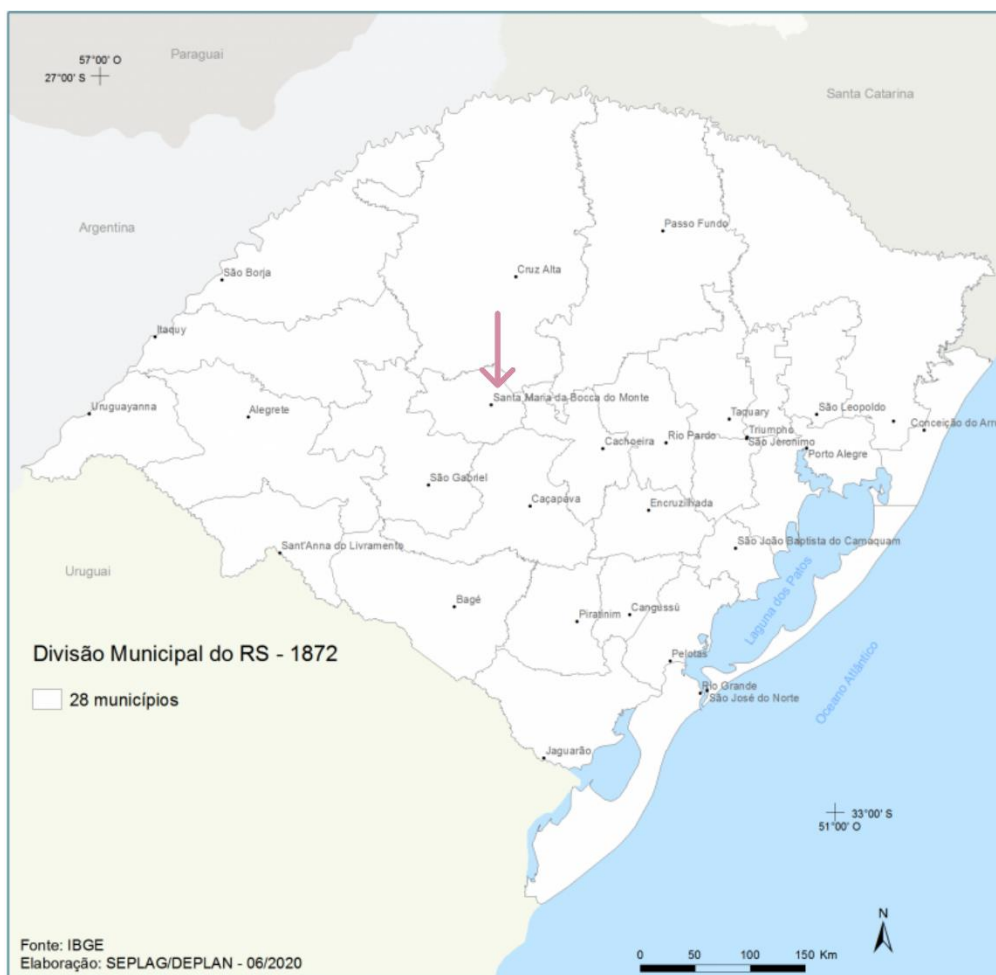 Paraguai
57°00' O
27°00' S
Santa Catarina
Argentina
Passo Fundo
São Borja
Cruz Alta
Itaquy
Uruguayanna
Alegrete
Santa Maria da Bocca do Monte
Taquary
São Leopoldo
Conceição do Arr
Triumpho
São Jeronimo
Cachoeira
Rio Pardo
Porto Alegre
São Gabriel
Caçapava
Encruzilhada
Sant'Anna do Livramento
São João Baptista do Camaquam
Uruguai
Bagé
Piratinim
Cangussú
Laguna dos Patos
Divisão Municipal do RS - 1872
28 municípios
Pelotas
Rio Grande
São José do Norte
Oceano Atlântico
Jaguarão
33°00' S
51°00' O
N
Fonte: IBGE
Elaboração: SEPLAG/DEPLAN - 06/2020
0 50 100 150 Km